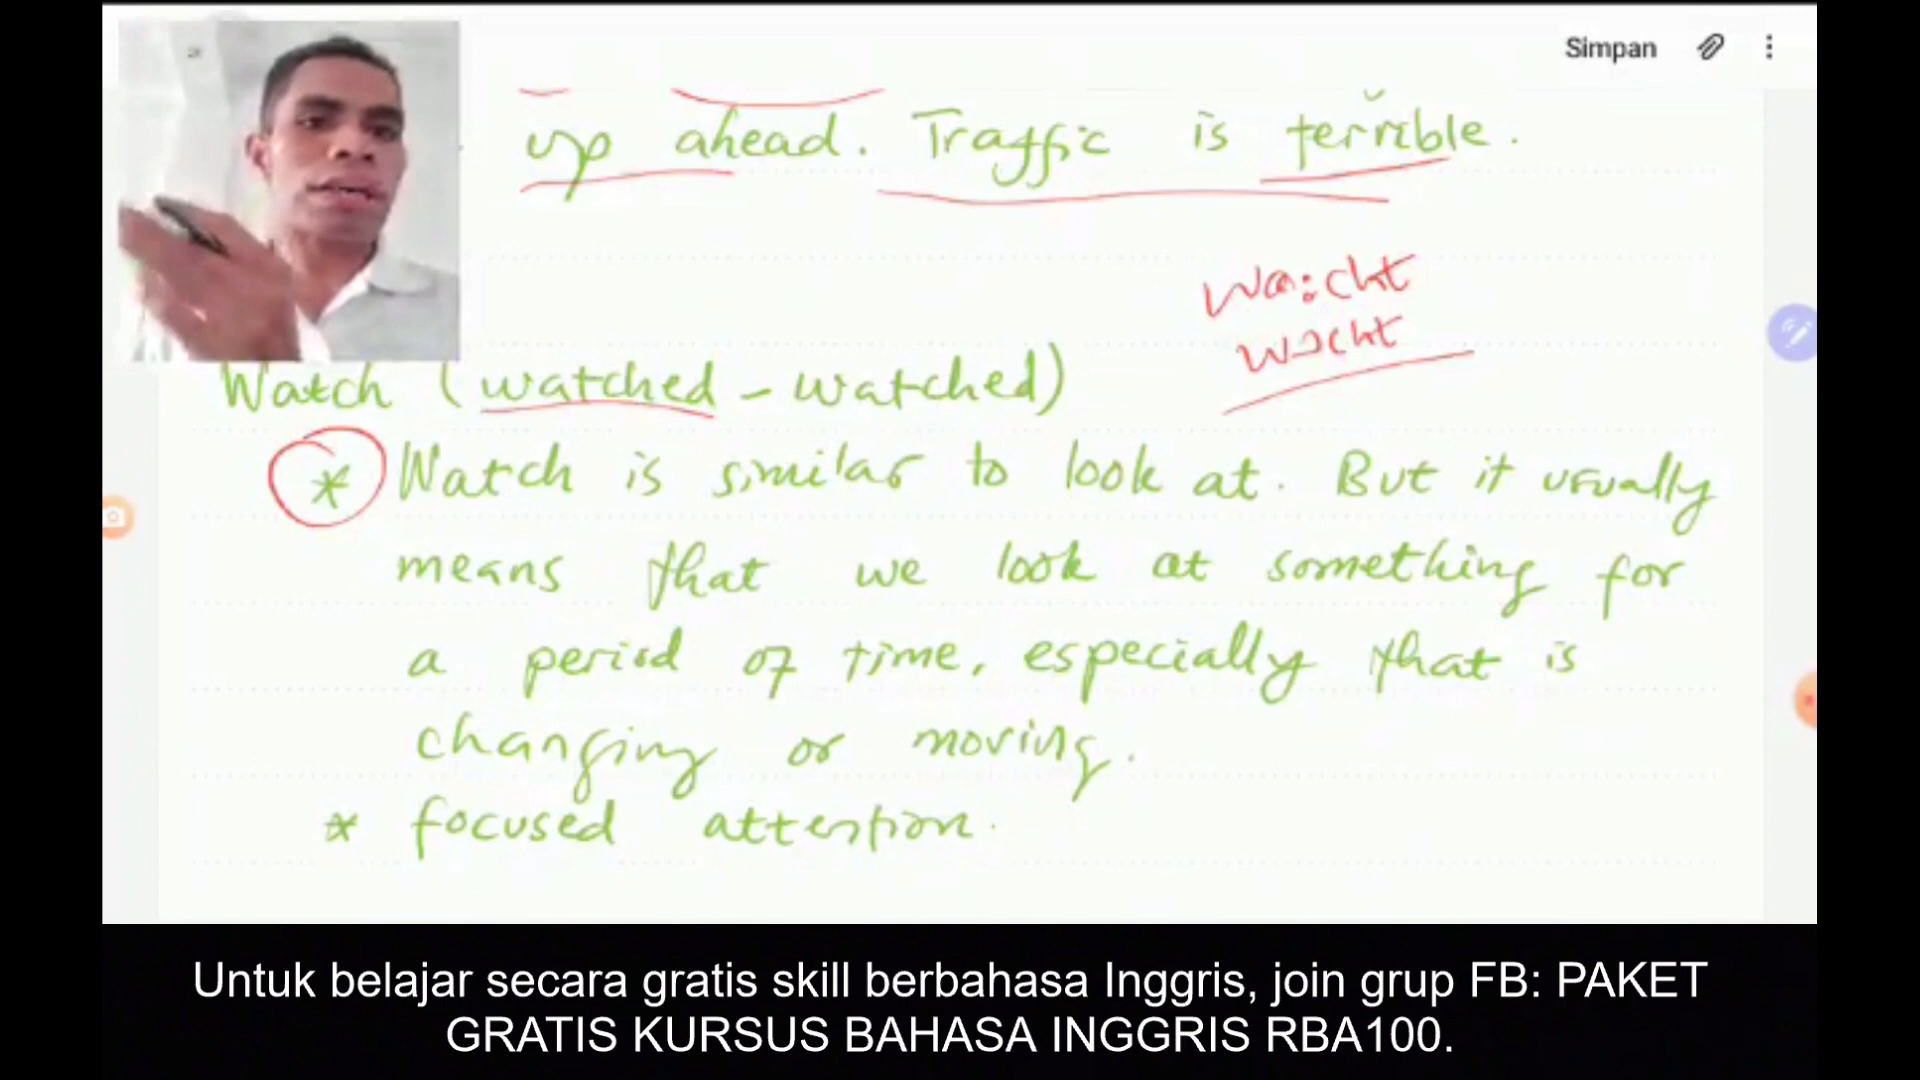 Simpan
up ahead. Traffic is terrible.
wa:cht
wɔcht
Watch (watched - watched)
* Watch is similar to look at. But it usually
means that we look at something for
a period of time, especially that is
changing or moving.
* focused attention.
Untuk belajar secara gratis skill berbahasa Inggris, join grup FB: PAKET
GRATIS KURSUS BAHASA INGGRIS RBA100.